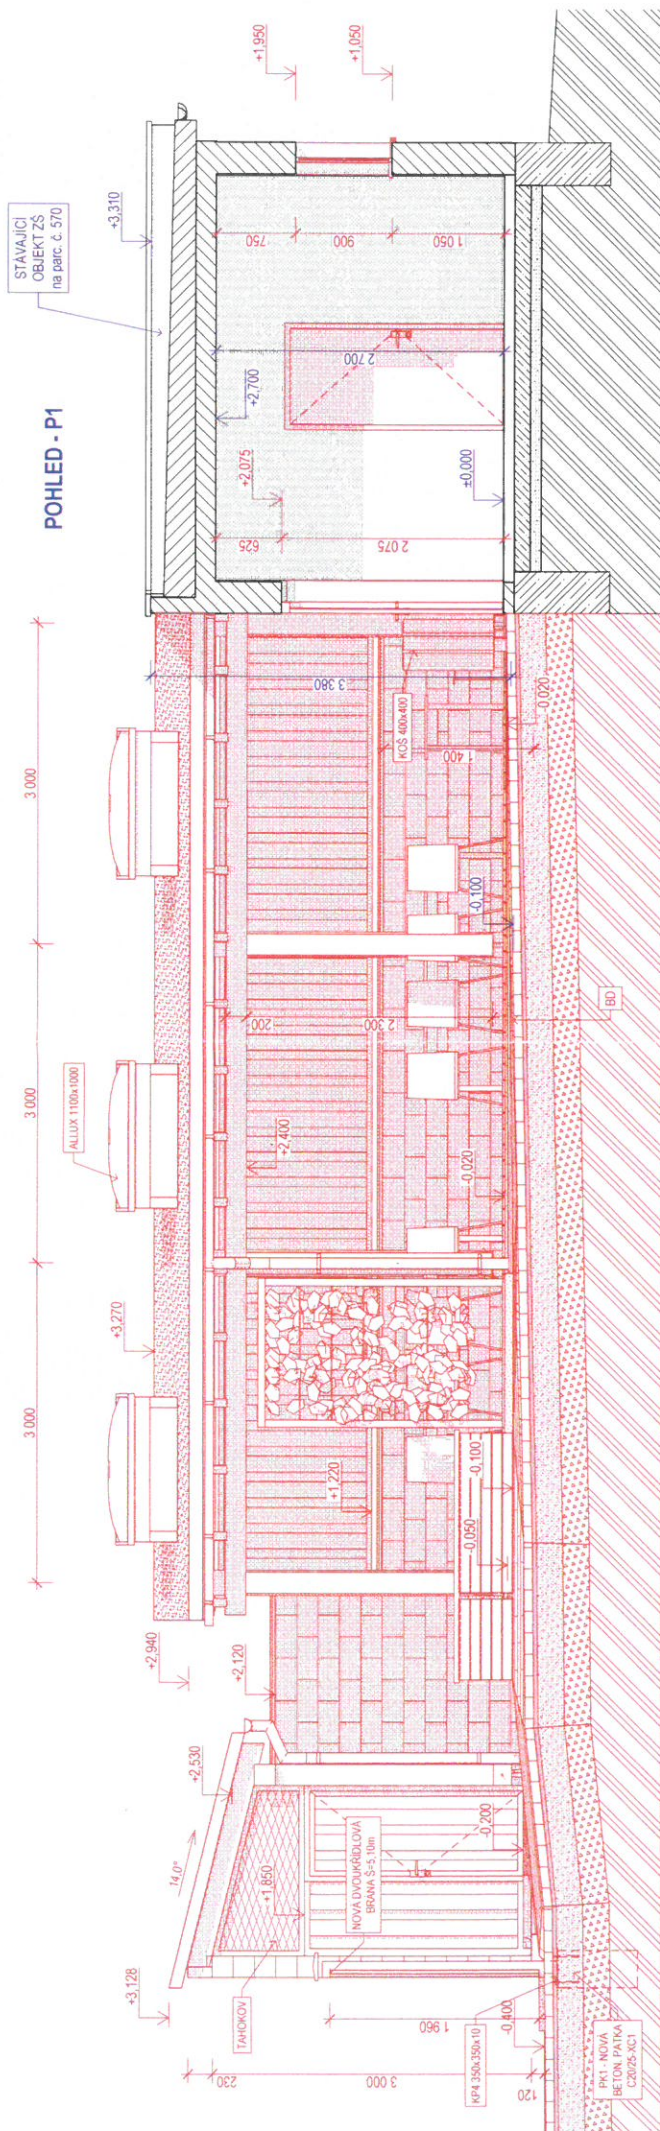 POHLED - P1
STÁVAJÍCÍ
OBJEKT ZŠ
na parc. č. 570
+3,128
14,0°
+2,530
+2,940
+2,120
+3,270
ALLUX 1100x1000
3 000
3 000
3 000
+3,310
+1,950
+1,050
230
3 000
120
TAHOKOV
+1,850
NOVÁ DVOUKŘÍDLOVÁ
BRÁNA Š=5,10m
1 960
KP4 350x350x10
-0,400
PK1 - NOVÁ
BETON. PATKA
C20/25-XC1
-0,200
+1,220
-0,050
-0,100
+2,400
-0,020
200
2 300
BD
-0,100
3 380
KOŠ 400x400
1 400
-0,020
625
2 075
+2,075
+2,700
2 700
±0,000
750
900
1 050